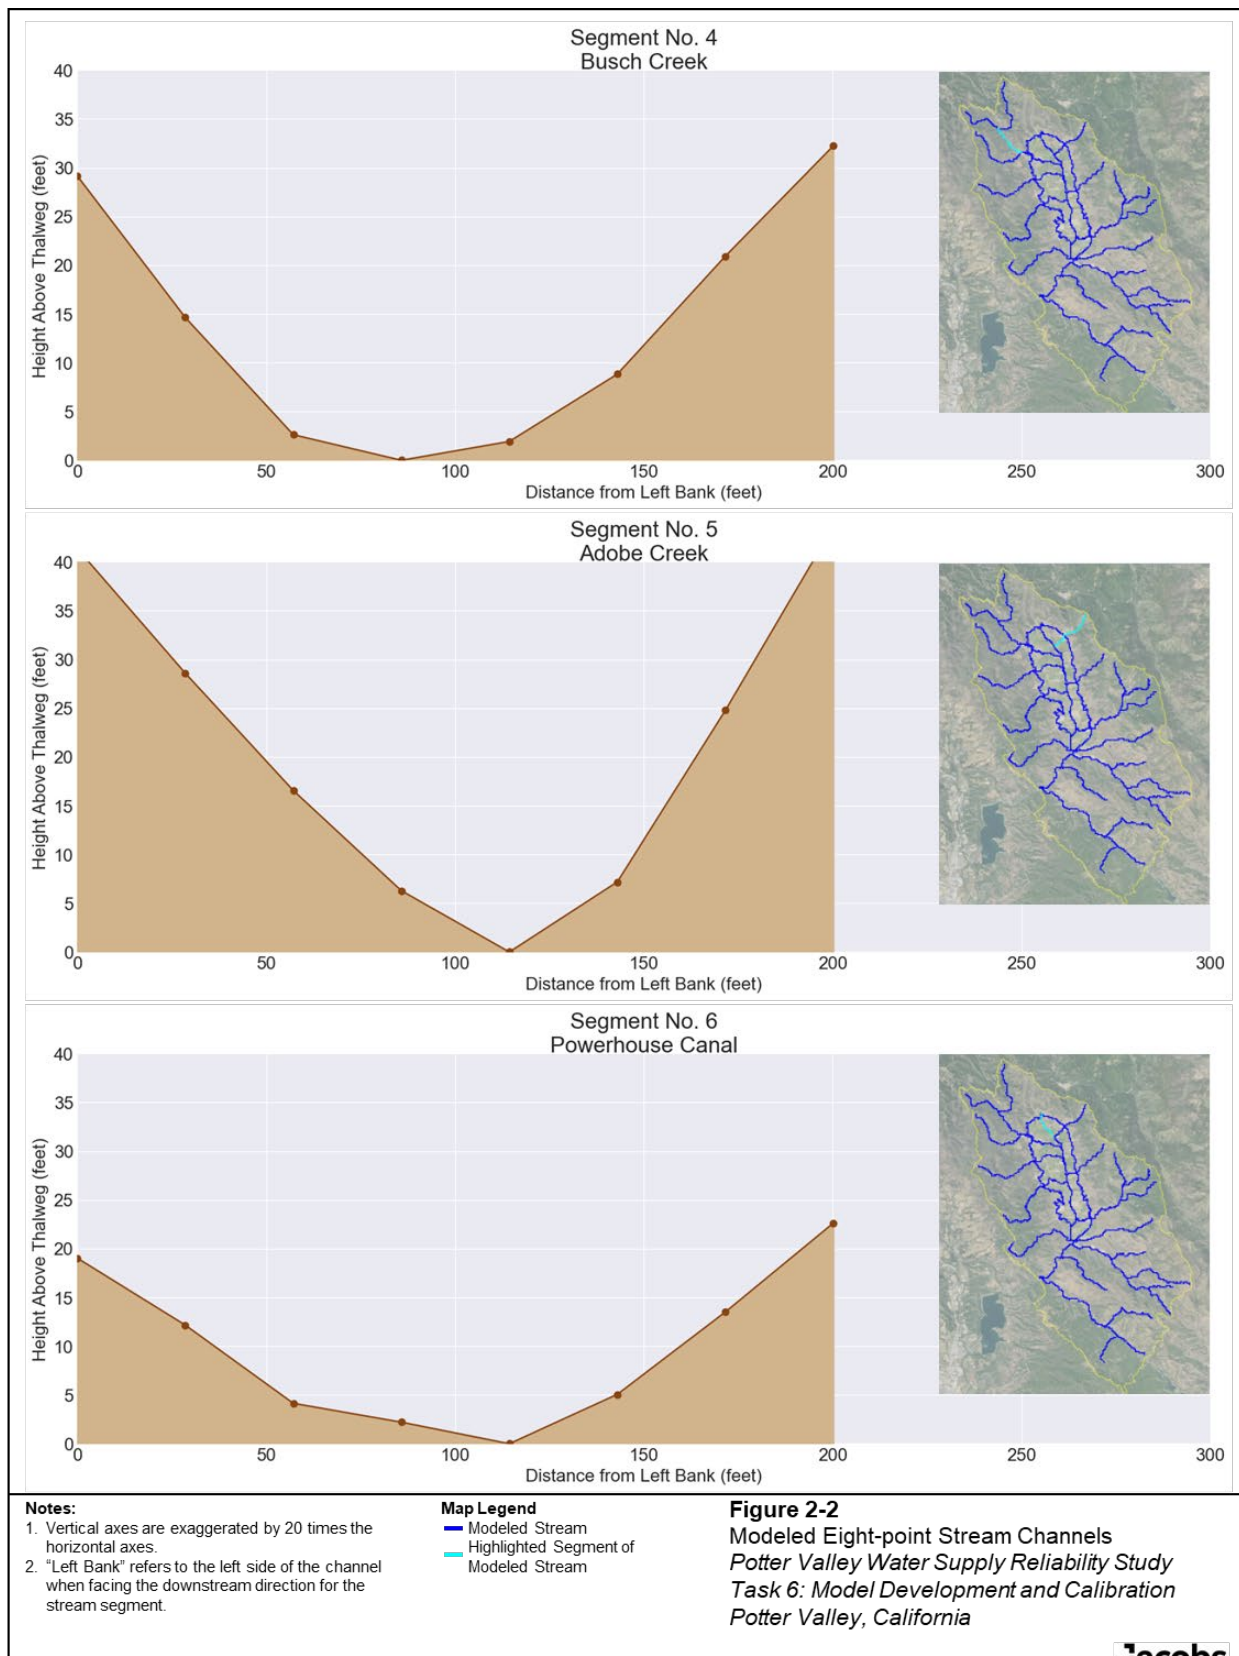 Segment No. 4
Busch Creek
40
35
30
25
20
15
10
5
0
Height Above Thalweg (feet)
0 50 100 150 200 250 300
Distance from Left Bank (feet)
Segment No. 5
Adobe Creek
40
35
30
25
20
15
10
5
0
Height Above Thalweg (feet)
0 50 100 150 200 250 300
Distance from Left Bank (feet)
Segment No. 6
Powerhouse Canal
40
35
30
25
20
15
10
5
0
Height Above Thalweg (feet)
0 50 100 150 200 250 300
Distance from Left Bank (feet)
Notes:
1. Vertical axes are exaggerated by 20 times the
horizontal axes.
2. “Left Bank” refers to the left side of the channel
when facing the downstream direction for the
stream segment.
Map Legend
Modeled Stream
Highlighted Segment of
Modeled Stream
Figure 2-2
Modeled Eight-point Stream Channels
Potter Valley Water Supply Reliability Study
Task 6: Model Development and Calibration
Potter Valley, California
Jacobs